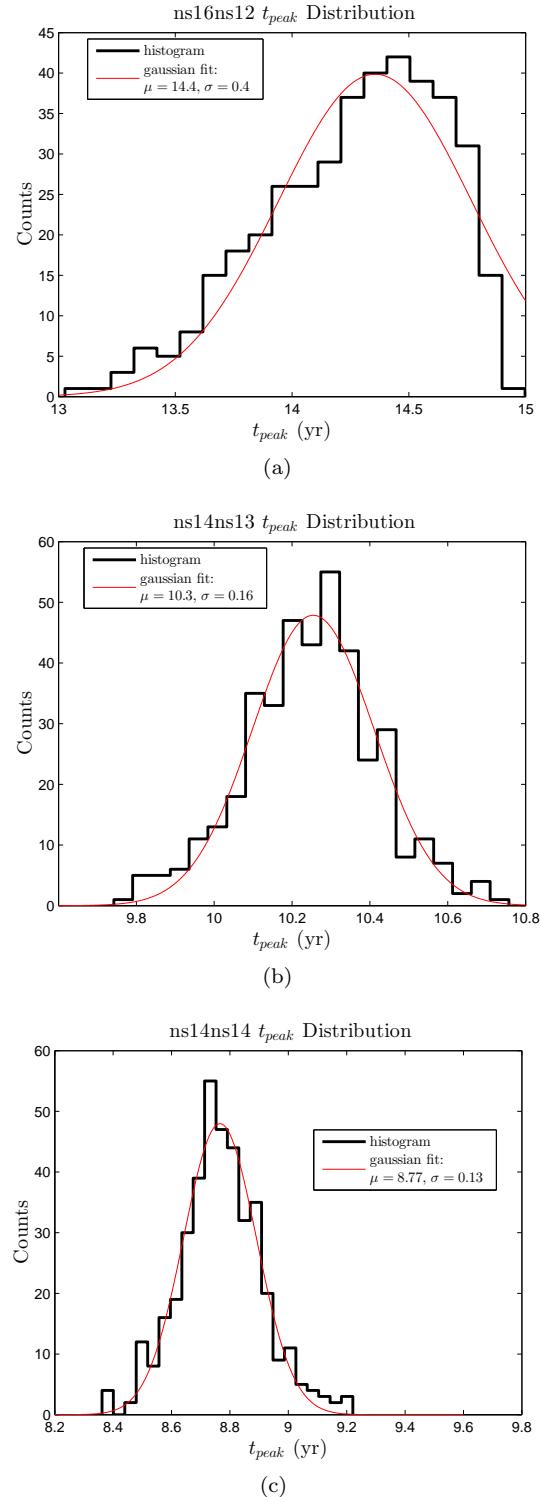 ns16ns12 t_peak Distribution
45
40
35
30
25
20
15
10
5
0
Counts
histogram
gaussian fit:
μ = 14.4, σ = 0.4
13 13.5 14 14.5 15
t_peak (yr)
(a)
ns14ns13 t_peak Distribution
60
50
40
30
20
10
0
Counts
histogram
gaussian fit:
μ = 10.3, σ = 0.16
9.8 10 10.2 10.4 10.6 10.8
t_peak (yr)
(b)
ns14ns14 t_peak Distribution
60
50
40
30
20
10
0
Counts
histogram
gaussian fit:
μ = 8.77, σ = 0.13
8.2 8.4 8.6 8.8 9 9.2 9.4 9.6 9.8
t_peak (yr)
(c)